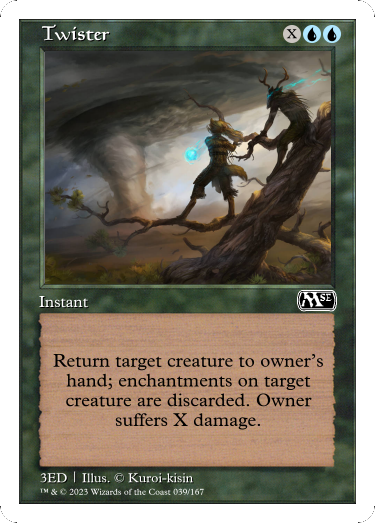 Twister X
Instant
MSE
Return target creature to owner's
hand; enchantments on target
creature are discarded. Owner
suffers X damage.
3ED | Illus. © Kuroi-kisin
™ & © 2023 Wizards of the Coast 039/167